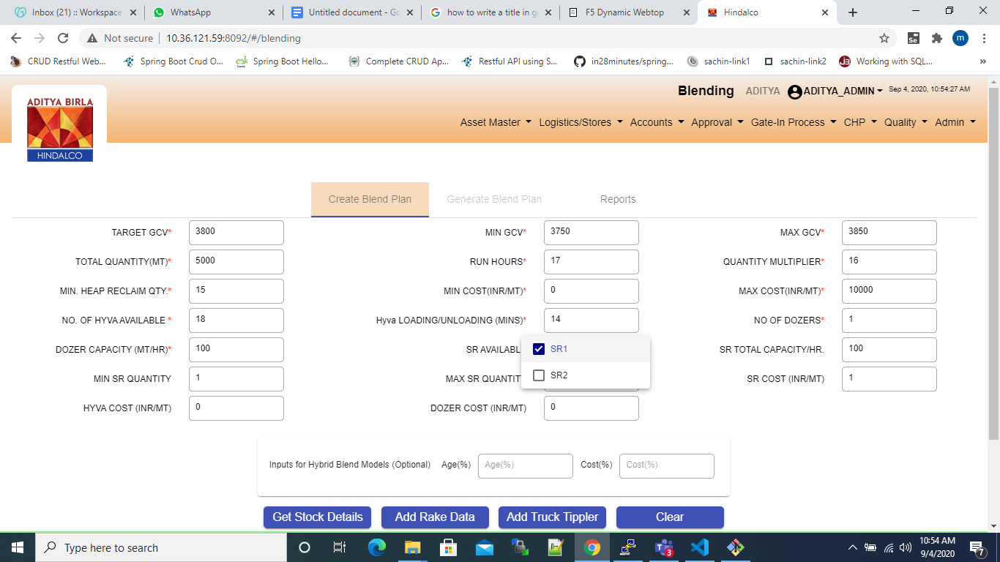 Inbox (21) :: Workspace
WhatsApp
Untitled document - Go
how to write a title in g
F5 Dynamic Webtop
Hindalco
Not secure 10.36.121.59:8092/#/blending
Se
m
CRUD Restful Web...
Spring Boot Crud O...
Spring Boot Hello...
Complete CRUD Ap...
Restful API using S...
in28minutes/spring...
sachin-link1
sachin-link2
Working with SQL...
ADITYA BIRLA
HINDALCO
Blending ADITYA ADITYA_ADMIN Sep 4, 2020, 10:54:27 AM
Asset Master Logistics/Stores Accounts Approval Gate-In Process CHP Quality Admin
Create Blend Plan Generate Blend Plan Reports
TARGET GCV* 3800 MIN GCV* 3750 MAX GCV* 3850
TOTAL QUANTITY(MT)* 5000 RUN HOURS* 17 QUANTITY MULTIPLIER* 16
MIN. HEAP RECLAIM QTY.* 15 MIN COST(INR/MT)* 0 MAX COST(INR/MT)* 10000
NO. OF HYVA AVAILABLE * 18 Hyva LOADING/UNLOADING (MINS)* 14 NO OF DOZERS* 1
DOZER CAPACITY (MT/HR)* 100 SR AVAILABL SR1 SR TOTAL CAPACITY/HR. 100
MIN SR QUANTITY 1 MAX SR QUANTIT SR2 SR COST (INR/MT) 1
HYVA COST (INR/MT) 0 DOZER COST (INR/MT) 0
Inputs for Hybrid Blend Models (Optional) Age(%) Age(%) Cost(%) Cost(%)
Get Stock Details Add Rake Data Add Truck Tippler Clear
Type here to search
3
10:54 AM
9/4/2020
7